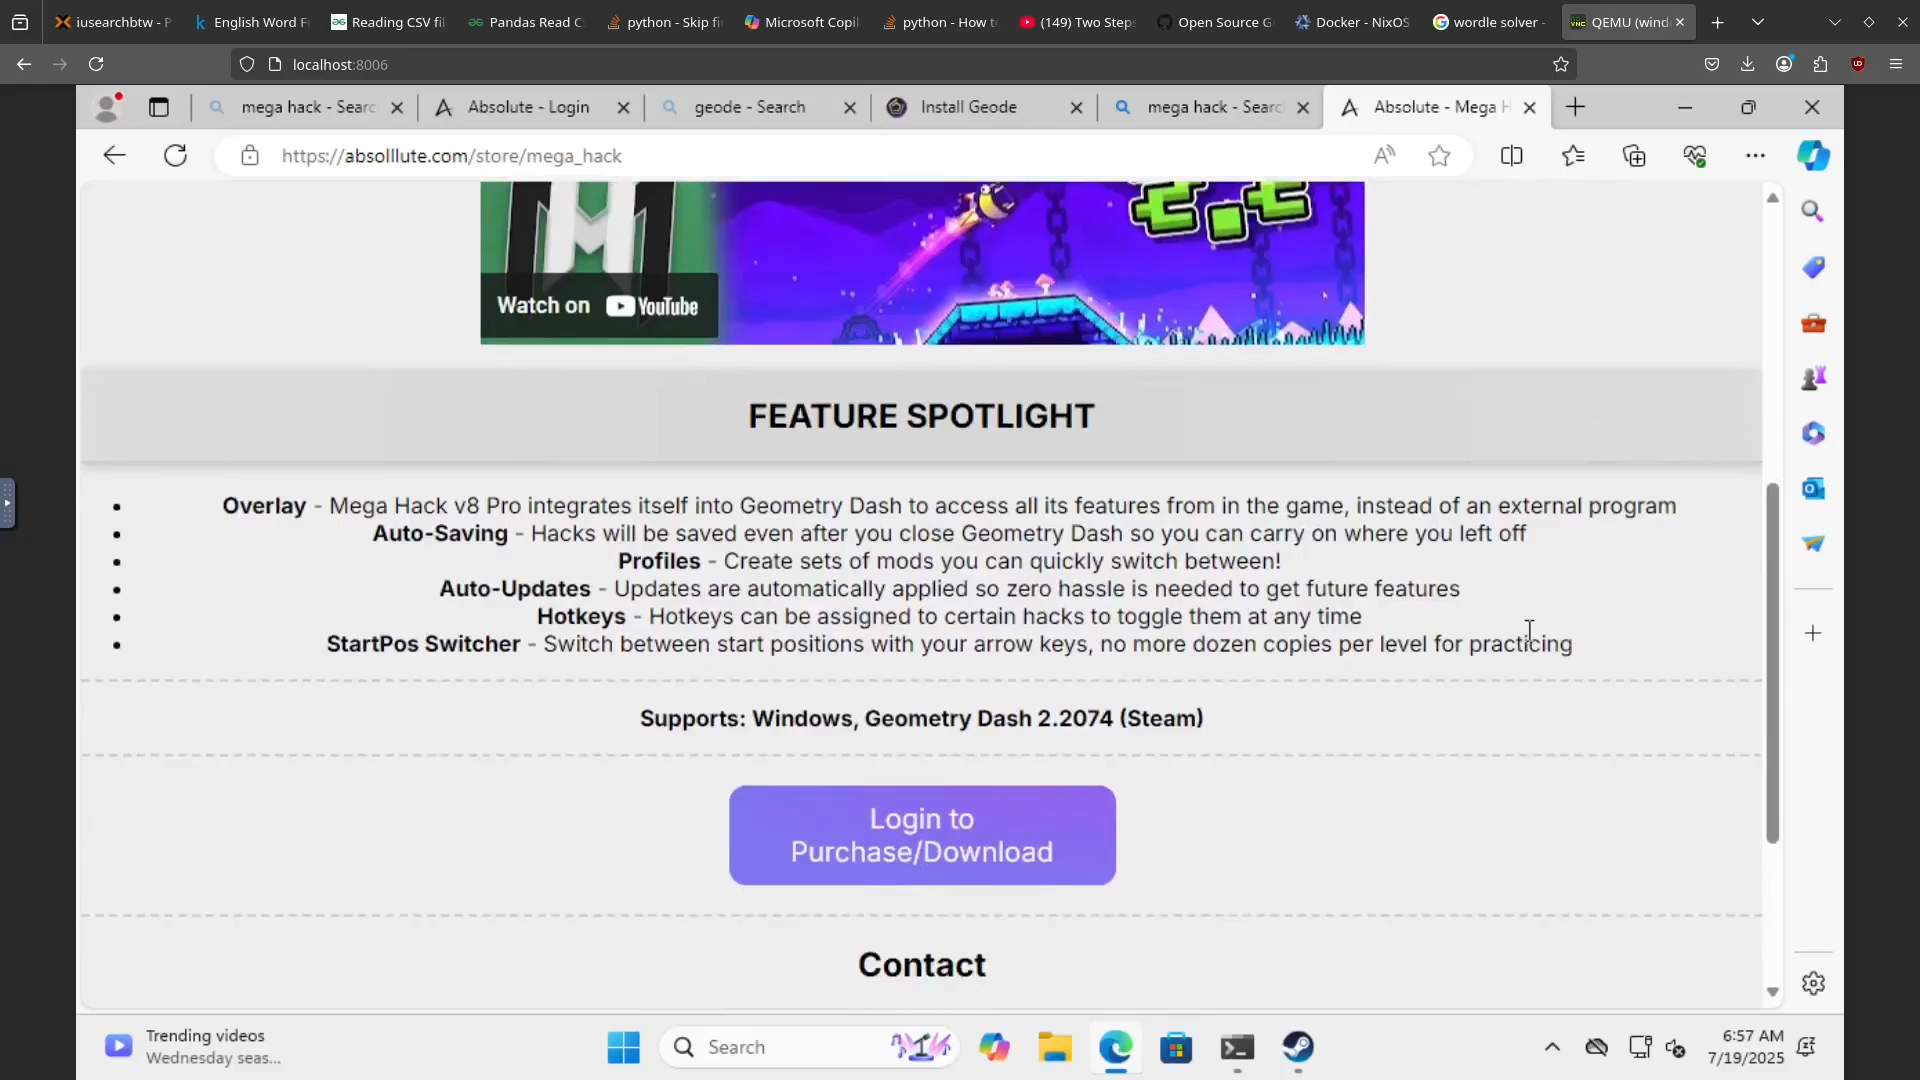 iusearchbtw - P
English Word F
Reading CSV fil
Pandas Read C
python - Skip fi
Microsoft Copil
python - How t
(149) Two Steps
Open Source G
Docker - NixOS
wordle solver -
QEMU (wind
localhost:8006
mega hack - Searc
Absolute - Login
geode - Search
Install Geode
mega hack - Searc
Absolute - Mega H
https://absolllute.com/store/mega_hack
Watch on YouTube
FEATURE SPOTLIGHT
Overlay - Mega Hack v8 Pro integrates itself into Geometry Dash to access all its features from in the game, instead of an external program
Auto-Saving - Hacks will be saved even after you close Geometry Dash so you can carry on where you left off
Profiles - Create sets of mods you can quickly switch between!
Auto-Updates - Updates are automatically applied so zero hassle is needed to get future features
Hotkeys - Hotkeys can be assigned to certain hacks to toggle them at any time
StartPos Switcher - Switch between start positions with your arrow keys, no more dozen copies per level for practicing
Supports: Windows, Geometry Dash 2.2074 (Steam)
Login to
Purchase/Download
Contact
Trending videos
Wednesday seas...
Search
6:57 AM
7/19/2025